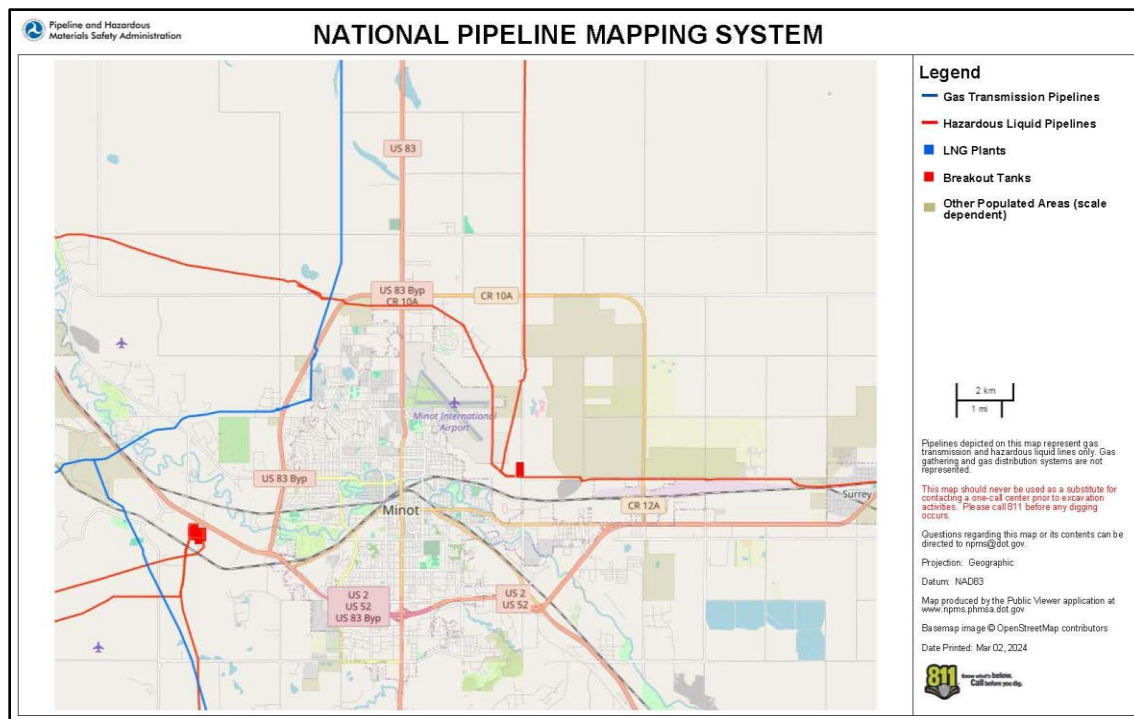 Pipeline and Hazardous
Materials Safety Administration
NATIONAL PIPELINE MAPPING SYSTEM
US 83
US 83 Byp
CR 10A
CR 10A
Minot International
Airport
US 83 Byp
Minot
CR 12A
Surrey
US 2
US 52
US 83 Byp
US 2
US 52
Legend
Gas Transmission Pipelines
Hazardous Liquid Pipelines
LNG Plants
Breakout Tanks
Other Populated Areas (scale
dependent)
2 km
1 mi
Pipelines depicted on this map represent gas
transmission and hazardous liquid lines only. Gas
gathering and gas distribution systems are not
represented.
This map should never be used as a substitute for
contacting a one-call center prior to excavation
activities. Please call 811 before any digging
occurs.
Questions regarding this map or its contents can be
directed to npms@dot.gov.
Projection: Geographic
Datum: NAD83
Map produced by the Public Viewer application at
www.npms.phmsa.dot.gov
Basemap image © OpenStreetMap contributors
Date Printed: Mar 02, 2024
811
Know what's below.
Call before you dig.